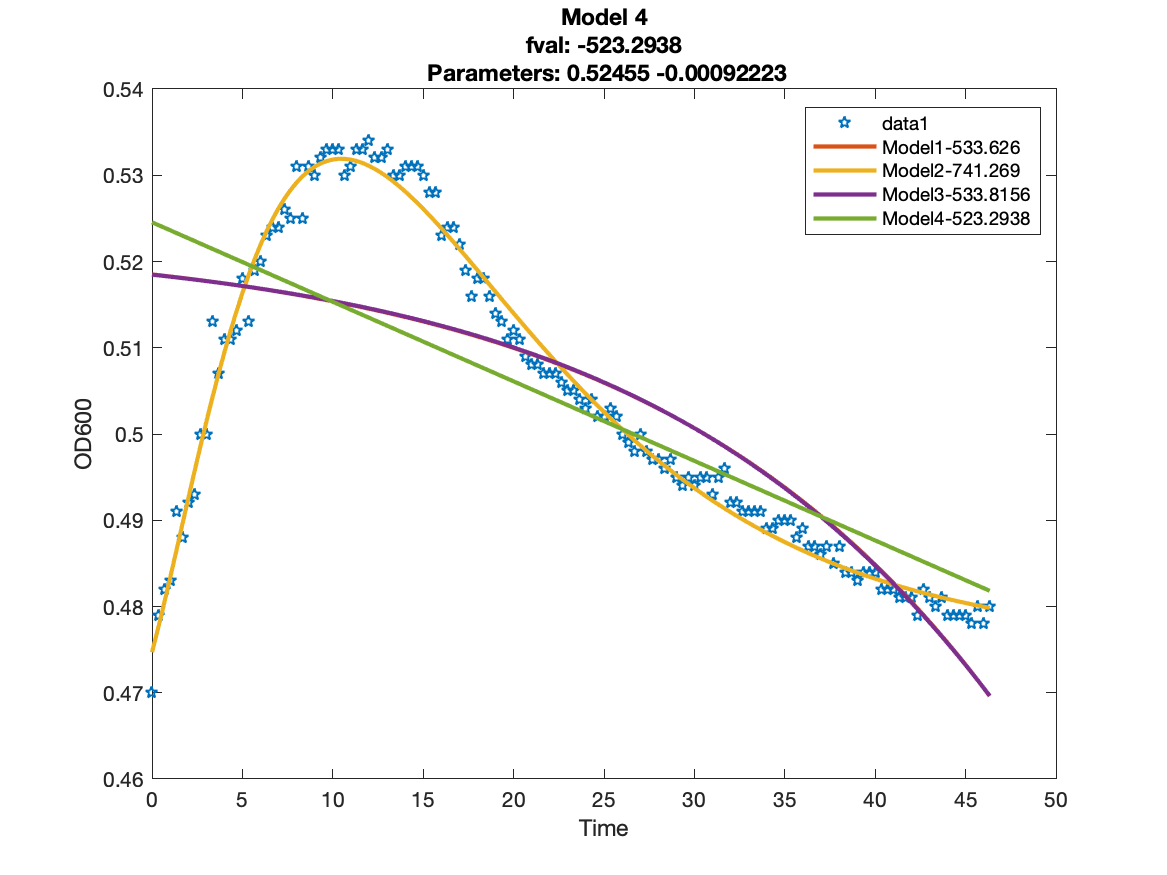 Model 4
fval: -523.2938
Parameters: 0.52455 -0.00092223
0.54
0.53
0.52
0.51
0.5
0.49
0.48
0.47
0.46
OD600
data1
Model1-533.626
Model2-741.269
Model3-533.8156
Model4-523.2938
0 5 10 15 20 25 30 35 40 45 50
Time